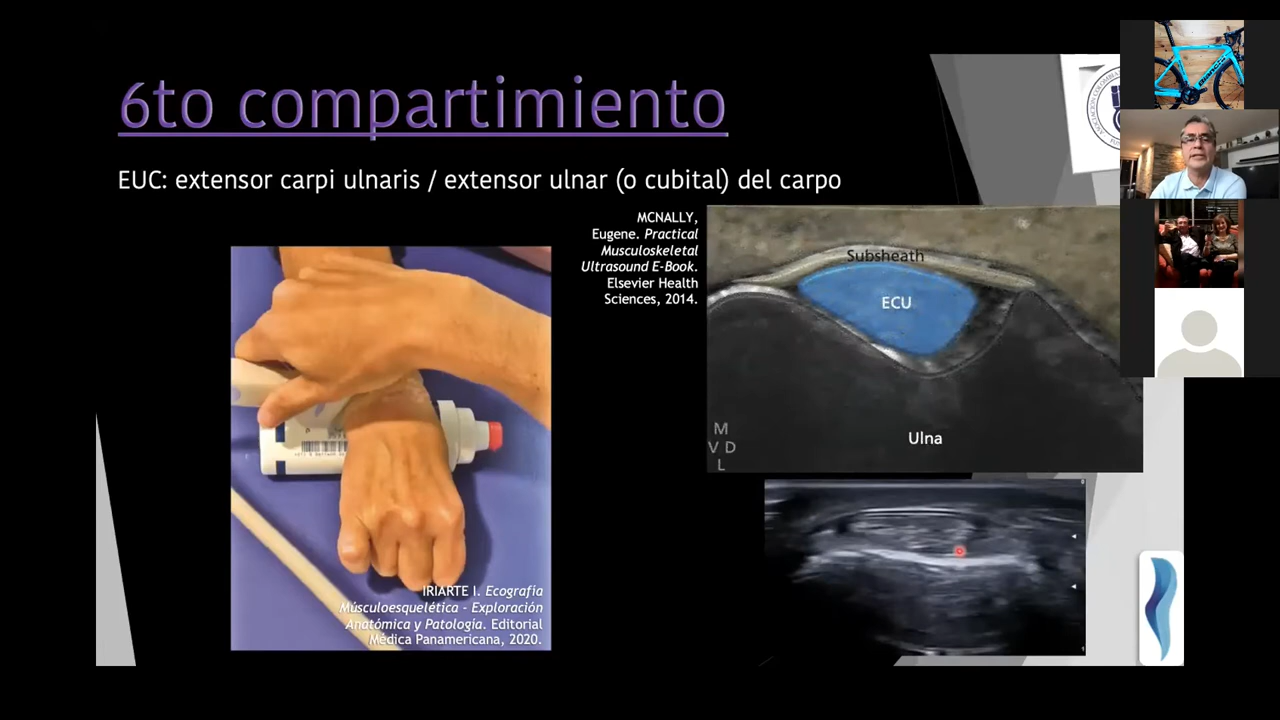 6to compartimiento
EUC: extensor carpi ulnaris / extensor ulnar (o cubital) del carpo
MCNALLY,
Eugene. Practical
Musculoskeletal
Ultrasound E-Book.
Elsevier Health
Sciences, 2014.
Subsheath
ECU
Ulna
M
V D
L
IRIARTE I. Ecografía
Músculoesquelética - Exploración
Anatómica y Patología. Editorial
Médica Panamericana, 2020.